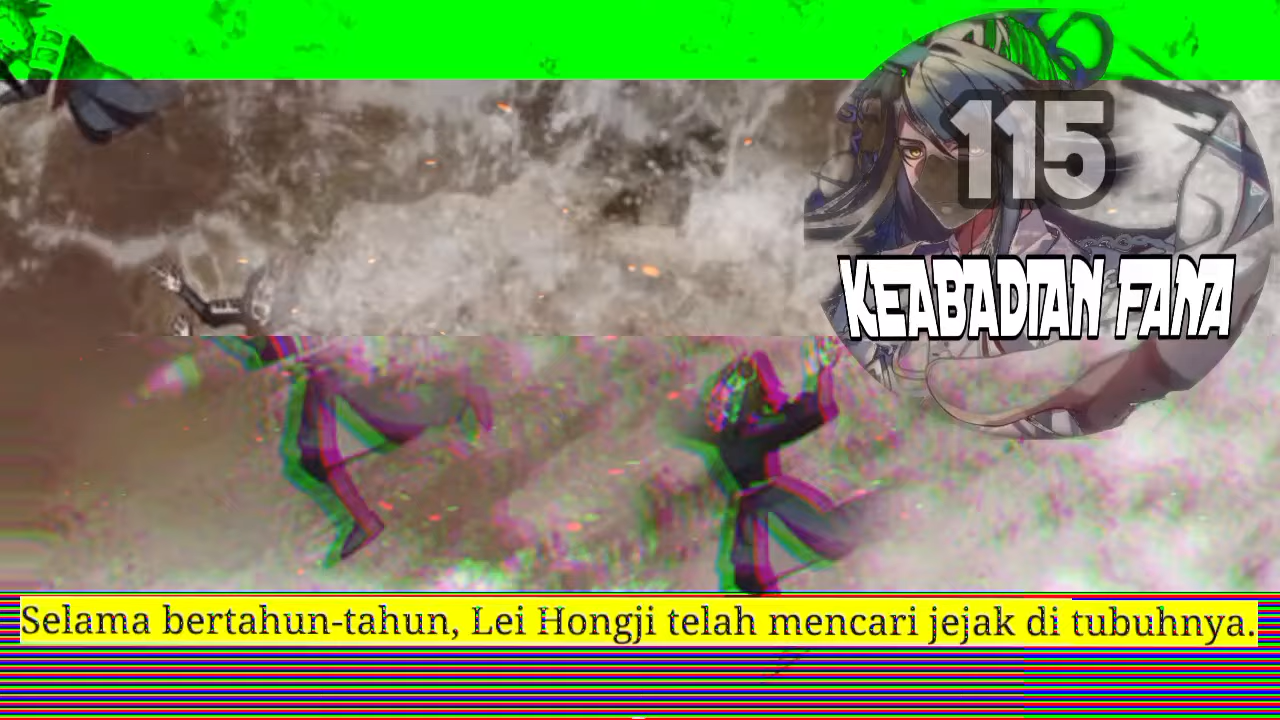 115
KEABADIAN FANA
Selama bertahun-tahun, Lei Hongji telah mencari jejak di tubuhnya.